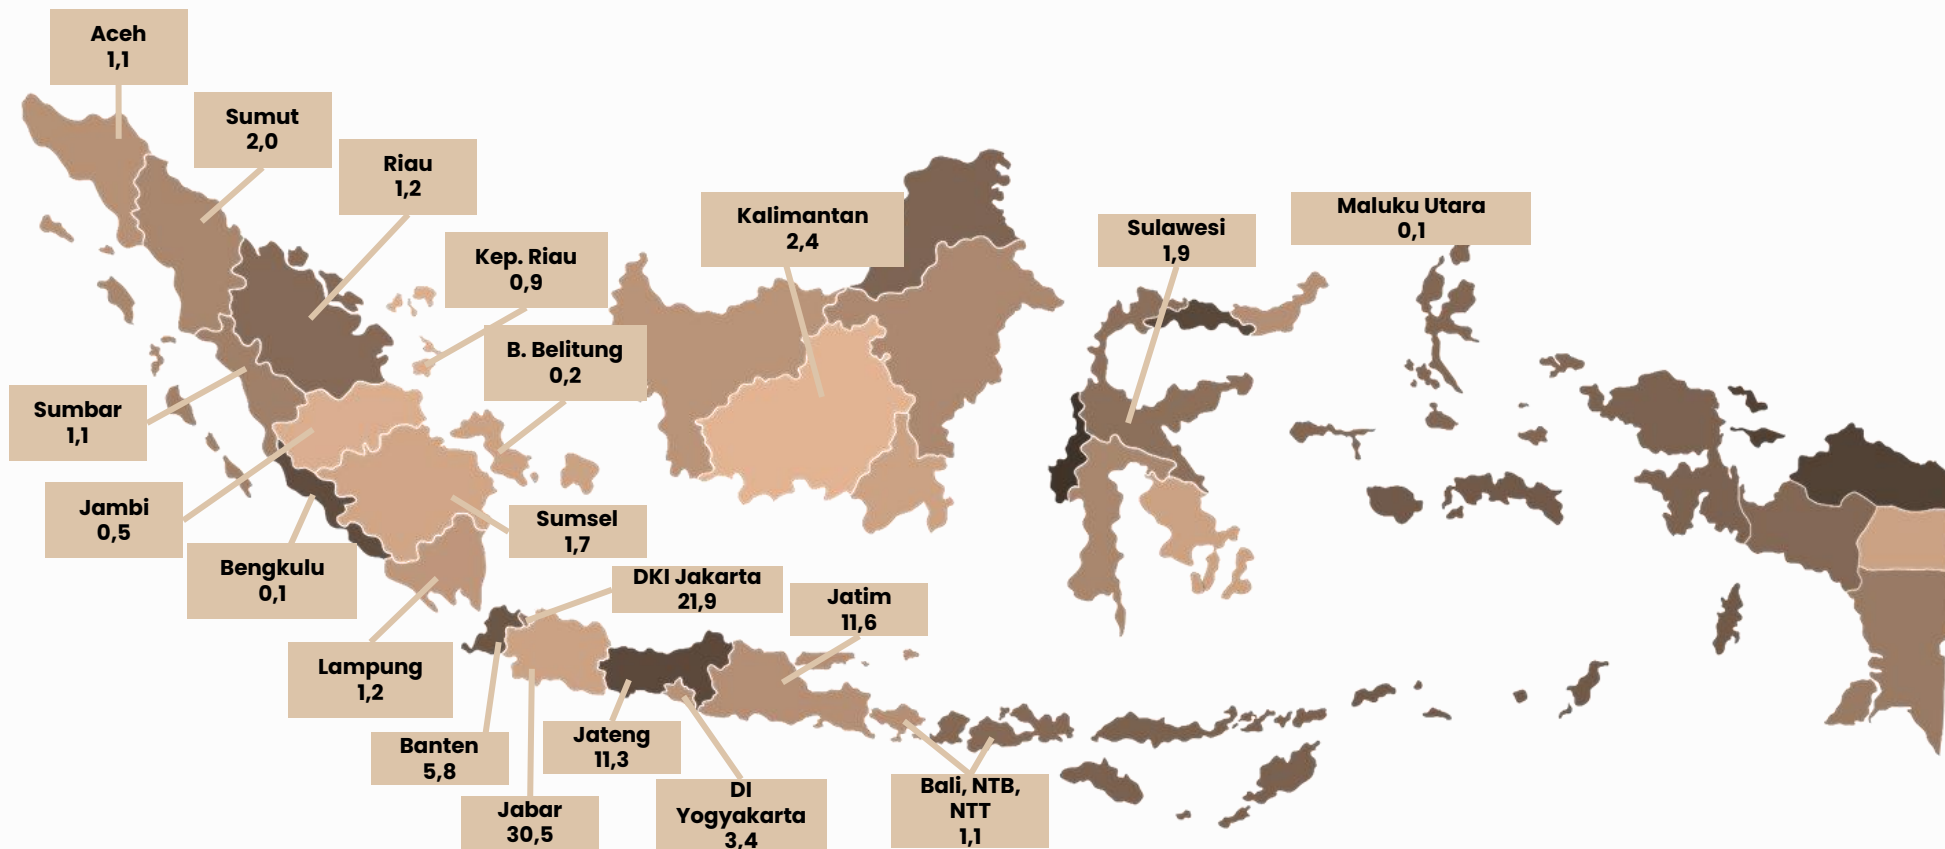 Aceh
1,1
Sumut
2,0
Riau
1,2
Kep. Riau
0,9
B. Belitung
0,2
Kalimantan
2,4
Sulawesi
1,9
Maluku Utara
0,1
Sumbar
1,1
Jambi
0,5
Bengkulu
0,1
Sumsel
1,7
Lampung
1,2
DKI Jakarta
21,9
Jatim
11,6
Banten
5,8
Jateng
11,3
Jabar
30,5
DI
Yogyakarta
3,4
Bali, NTB,
NTT
1,1